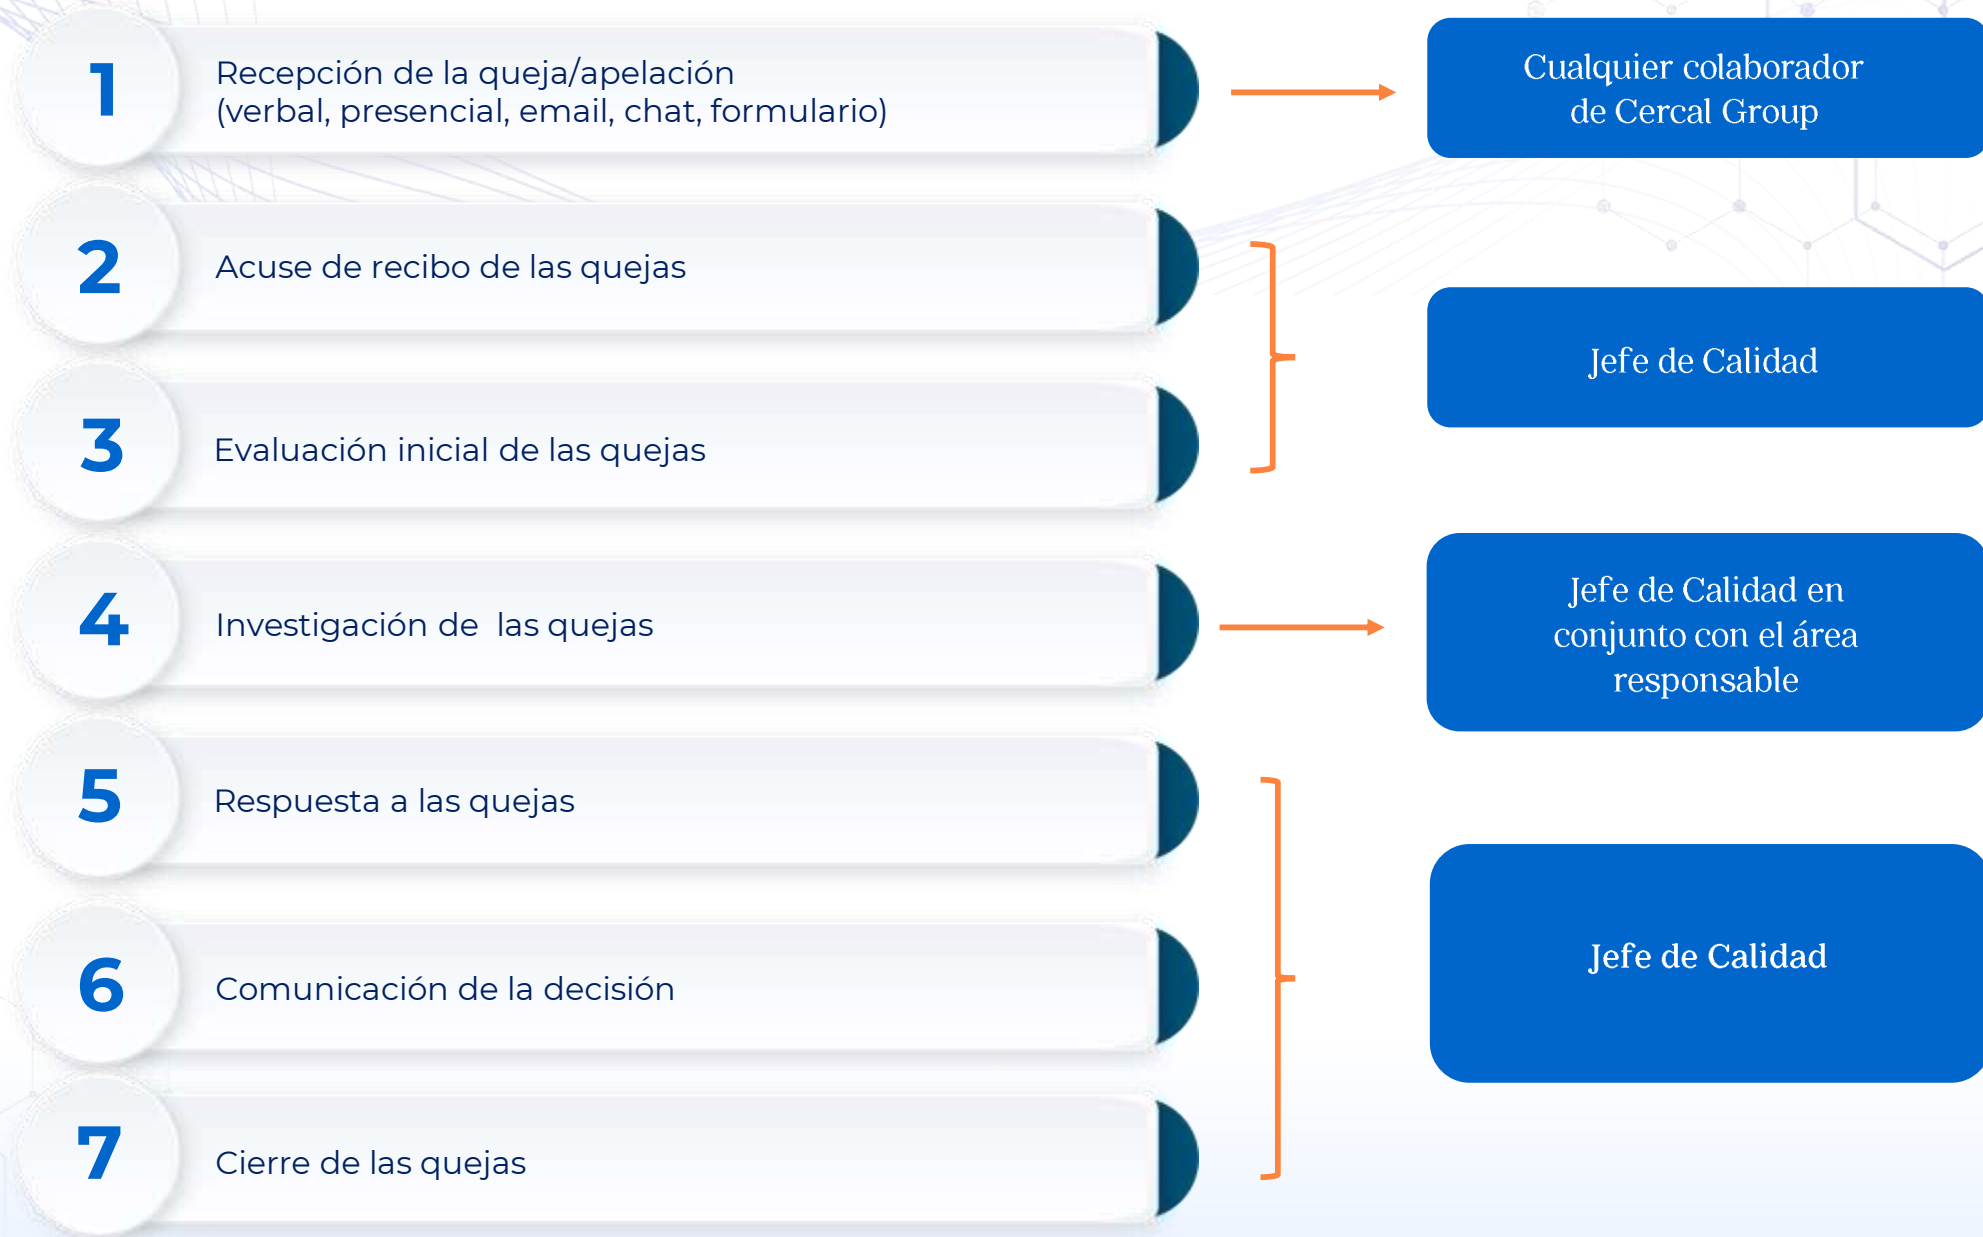 1
Recepción de la queja/apelación
(verbal, presencial, email, chat, formulario)
Cualquier colaborador
de Cercal Group
2
Acuse de recibo de las quejas
3
Evaluación inicial de las quejas
Jefe de Calidad
4
Investigación de las quejas
Jefe de Calidad en
conjunto con el área
responsable
5
Respuesta a las quejas
6
Comunicación de la decisión
7
Cierre de las quejas
Jefe de Calidad